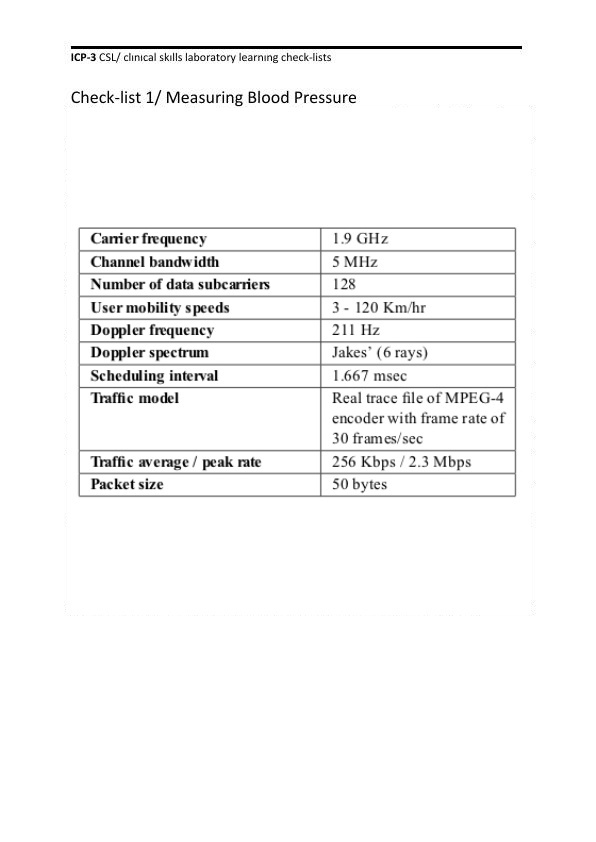 ICP-3 CSL/ clinical skills laboratory learning check-lists
Check-list 1/ Measuring Blood Pressure
Carrier frequency 1.9 GHz
Channel bandwidth 5 MHz
Number of data subcarriers 128
User mobility speeds 3 - 120 Km/hr
Doppler frequency 211 Hz
Doppler spectrum Jakes’ (6 rays)
Scheduling interval 1.667 msec
Traffic model Real trace file of MPEG-4
encoder with frame rate of
30 frames/sec
Traffic average / peak rate 256 Kbps / 2.3 Mbps
Packet size 50 bytes